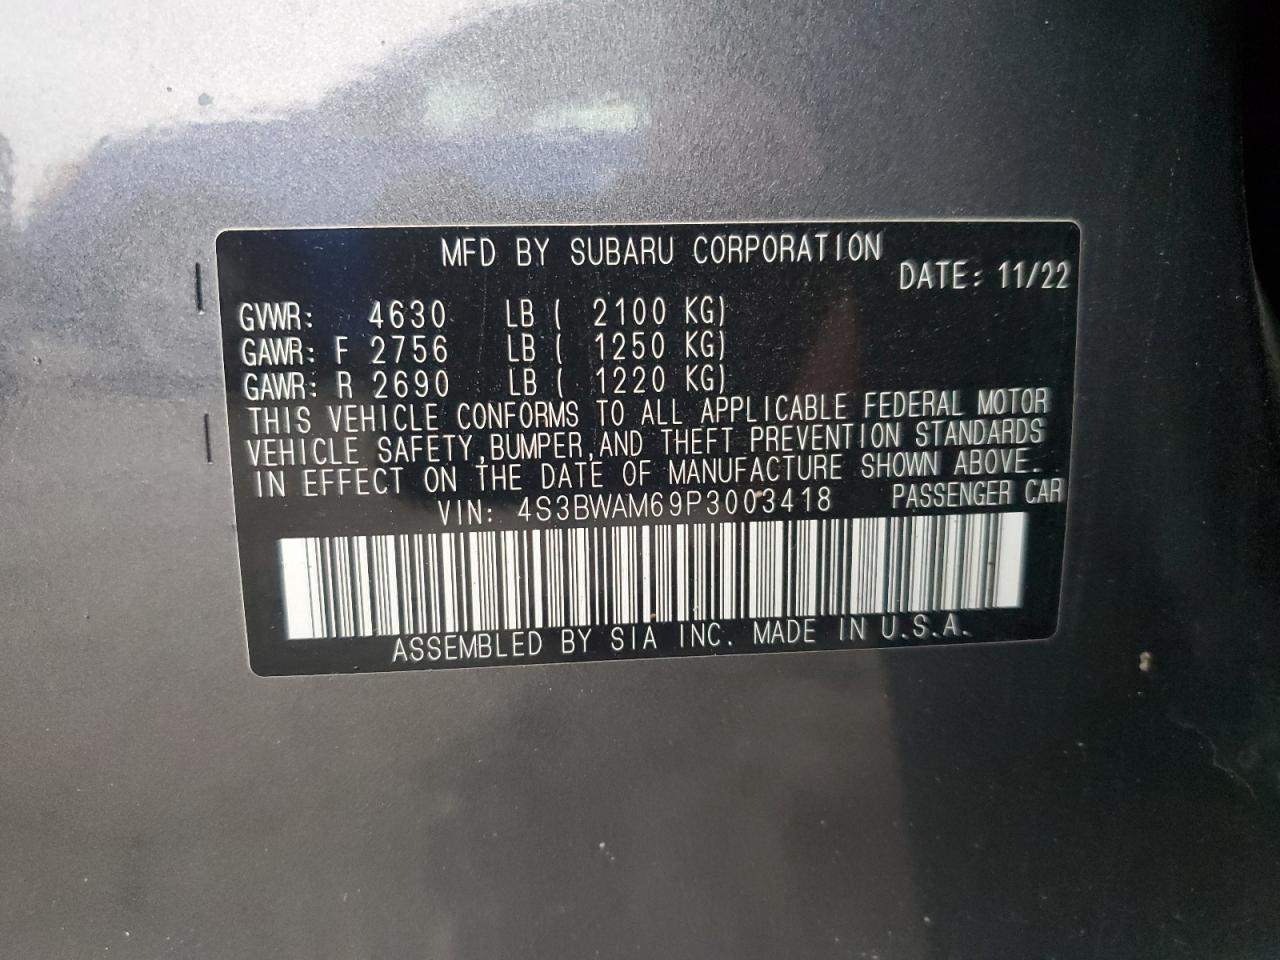 MFD BY SUBARU CORPORATION
DATE: 11/22
GVWR: 4630 LB ( 2100 KG)
GAWR: F 2756 LB ( 1250 KG)
GAWR: R 2690 LB ( 1220 KG)
THIS VEHICLE CONFORMS TO ALL APPLICABLE FEDERAL MOTOR
VEHICLE SAFETY,BUMPER,AND THEFT PREVENTION STANDARDS
IN EFFECT ON THE DATE OF MANUFACTURE SHOWN ABOVE.
VIN: 4S3BWAM69P3003418 PASSENGER CAR
ASSEMBLED BY SIA INC. MADE IN U.S.A.